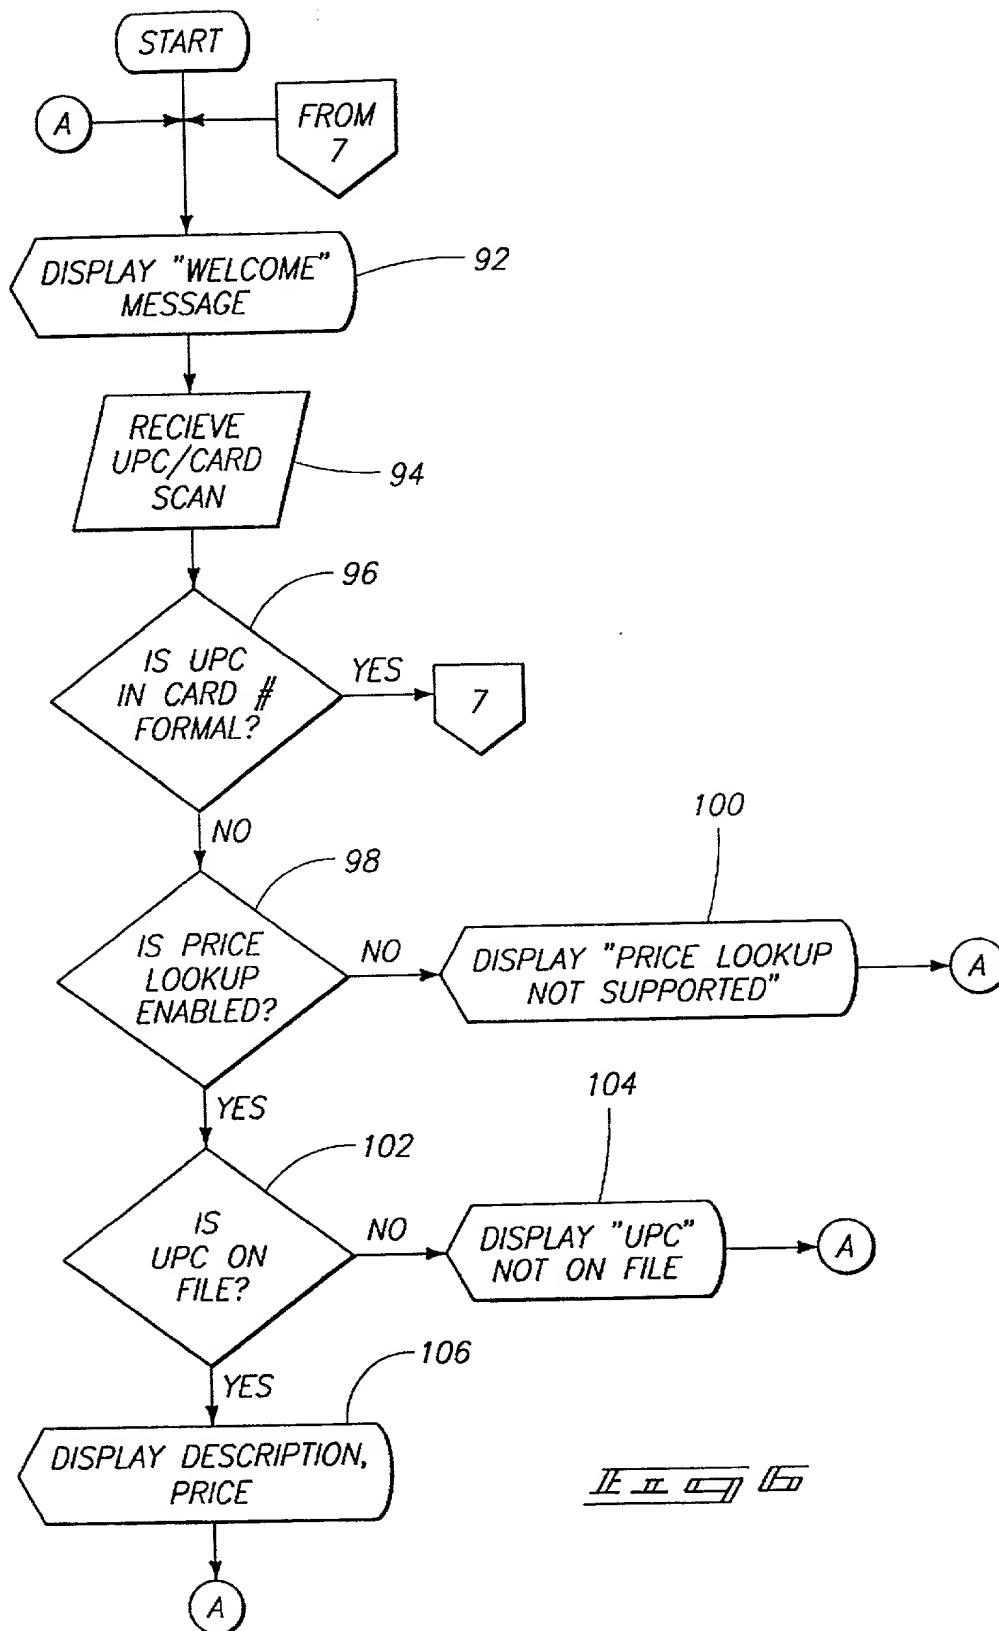 START
A
FROM
7
DISPLAY "WELCOME"
MESSAGE
92
RECIEVE
UPC/CARD
SCAN
94
96
IS UPC
IN CARD #
FORMAL?
YES
7
NO
98
100
IS PRICE
LOOKUP
ENABLED?
NO
DISPLAY "PRICE LOOKUP
NOT SUPPORTED"
A
YES
102
104
IS
UPC ON
FILE?
NO
DISPLAY "UPC"
NOT ON FILE
A
YES
106
DISPLAY DESCRIPTION,
PRICE
A
FIG 6